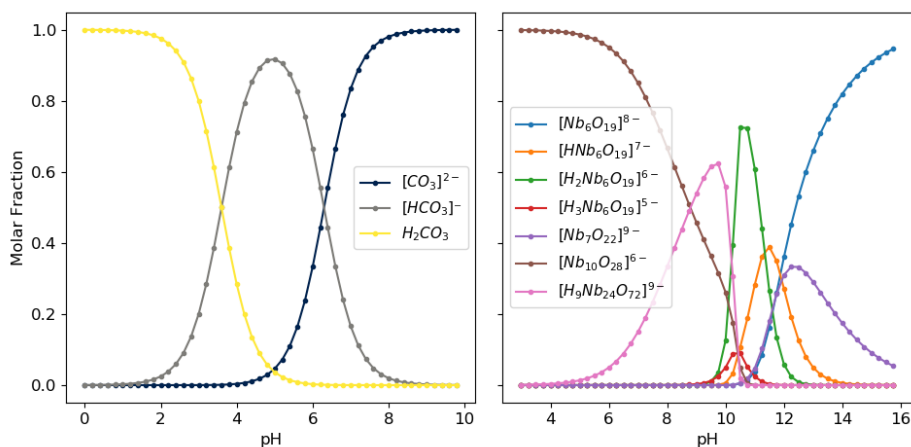 Molar Fraction
1.0
0.8
0.6
0.4
0.2
0.0
[CO₃]²⁻
[HCO₃]⁻
H₂CO₃
0 2 4 6 8 10
pH
[Nb₆O₁₉]⁸⁻
[HNb₆O₁₉]⁷⁻
[H₂Nb₆O₁₉]⁶⁻
[H₃Nb₆O₁₉]⁵⁻
[Nb₇O₂₂]⁹⁻
[Nb₁₀O₂₈]⁶⁻
[H₉Nb₂₄O₇₂]⁹⁻
4 6 8 10 12 14 16
pH